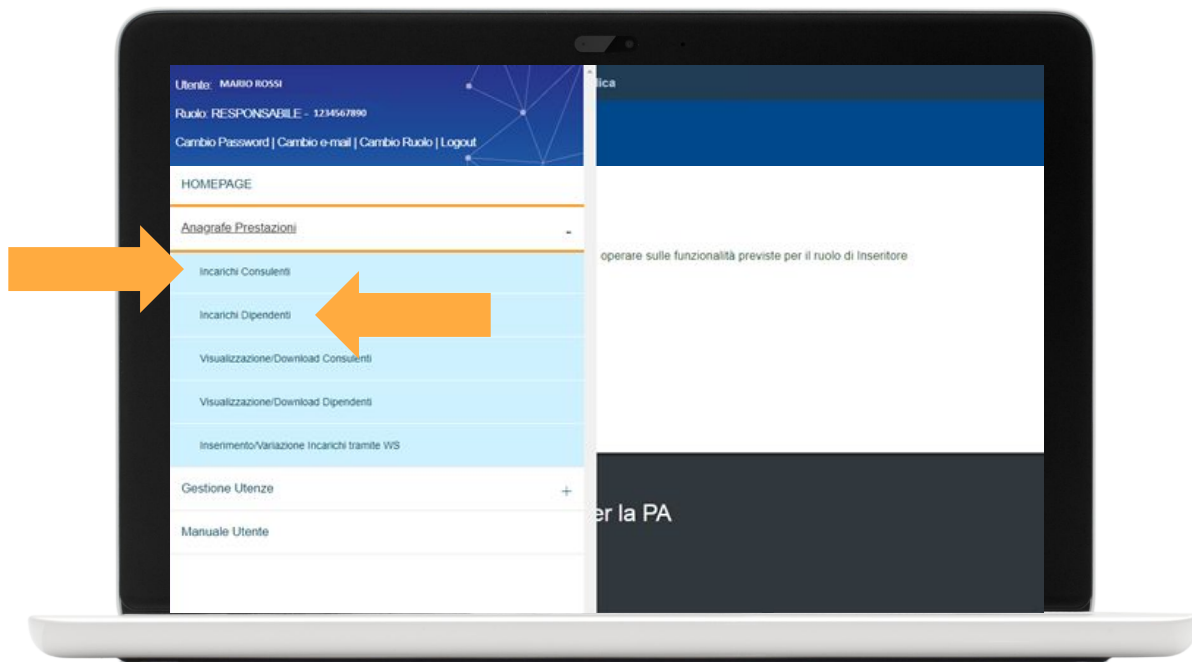 Utente: MARIO ROSSI
Ruolo: RESPONSABILE - 1234567890
Cambio Password | Cambio e-mail | Cambio Ruolo | Logout
lica
HOMEPAGE
Anagrafe Prestazioni -
Incarichi Consulenti
operare sulle funzionalità previste per il ruolo di Inseritore
Incarichi Dipendenti
Visualizzazione/Download Consulenti
Visualizzazione/Download Dipendenti
Inserimento/Variazione Incarichi tramite WS
Gestione Utenze +
er la PA
Manuale Utente